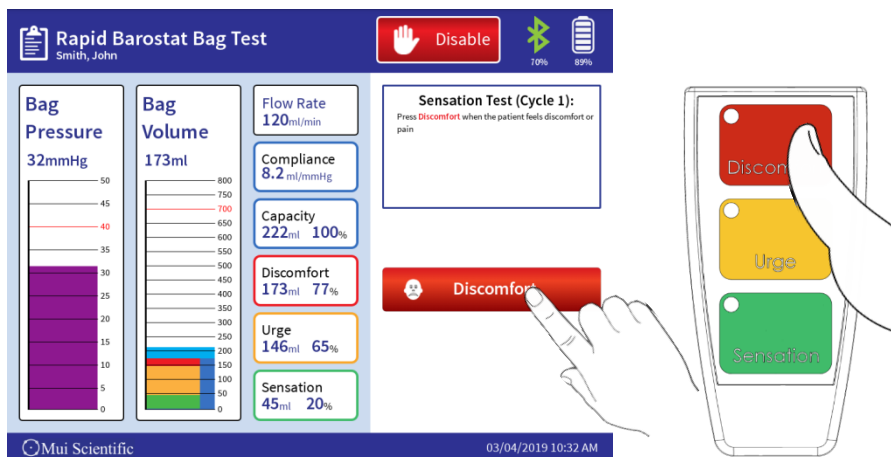 Rapid Barostat Bag Test
Smith, John
Disable
70%
89%
Bag
Pressure
32mmHg
50
45
40
35
30
25
20
15
10
5
0
Bag
Volume
173ml
800
750
700
650
600
550
500
450
400
350
300
250
200
150
100
50
0
Flow Rate
120ml/min
Compliance
8.2 ml/mmHg
Capacity
222ml 100%
Discomfort
173ml 77%
Urge
146ml 65%
Sensation
45ml 20%
Sensation Test (Cycle 1):
Press Discomfort when the patient feels discomfort or
pain
Discomfort
Urge
Sensation
Mui Scientific
03/04/2019 10:32 AM